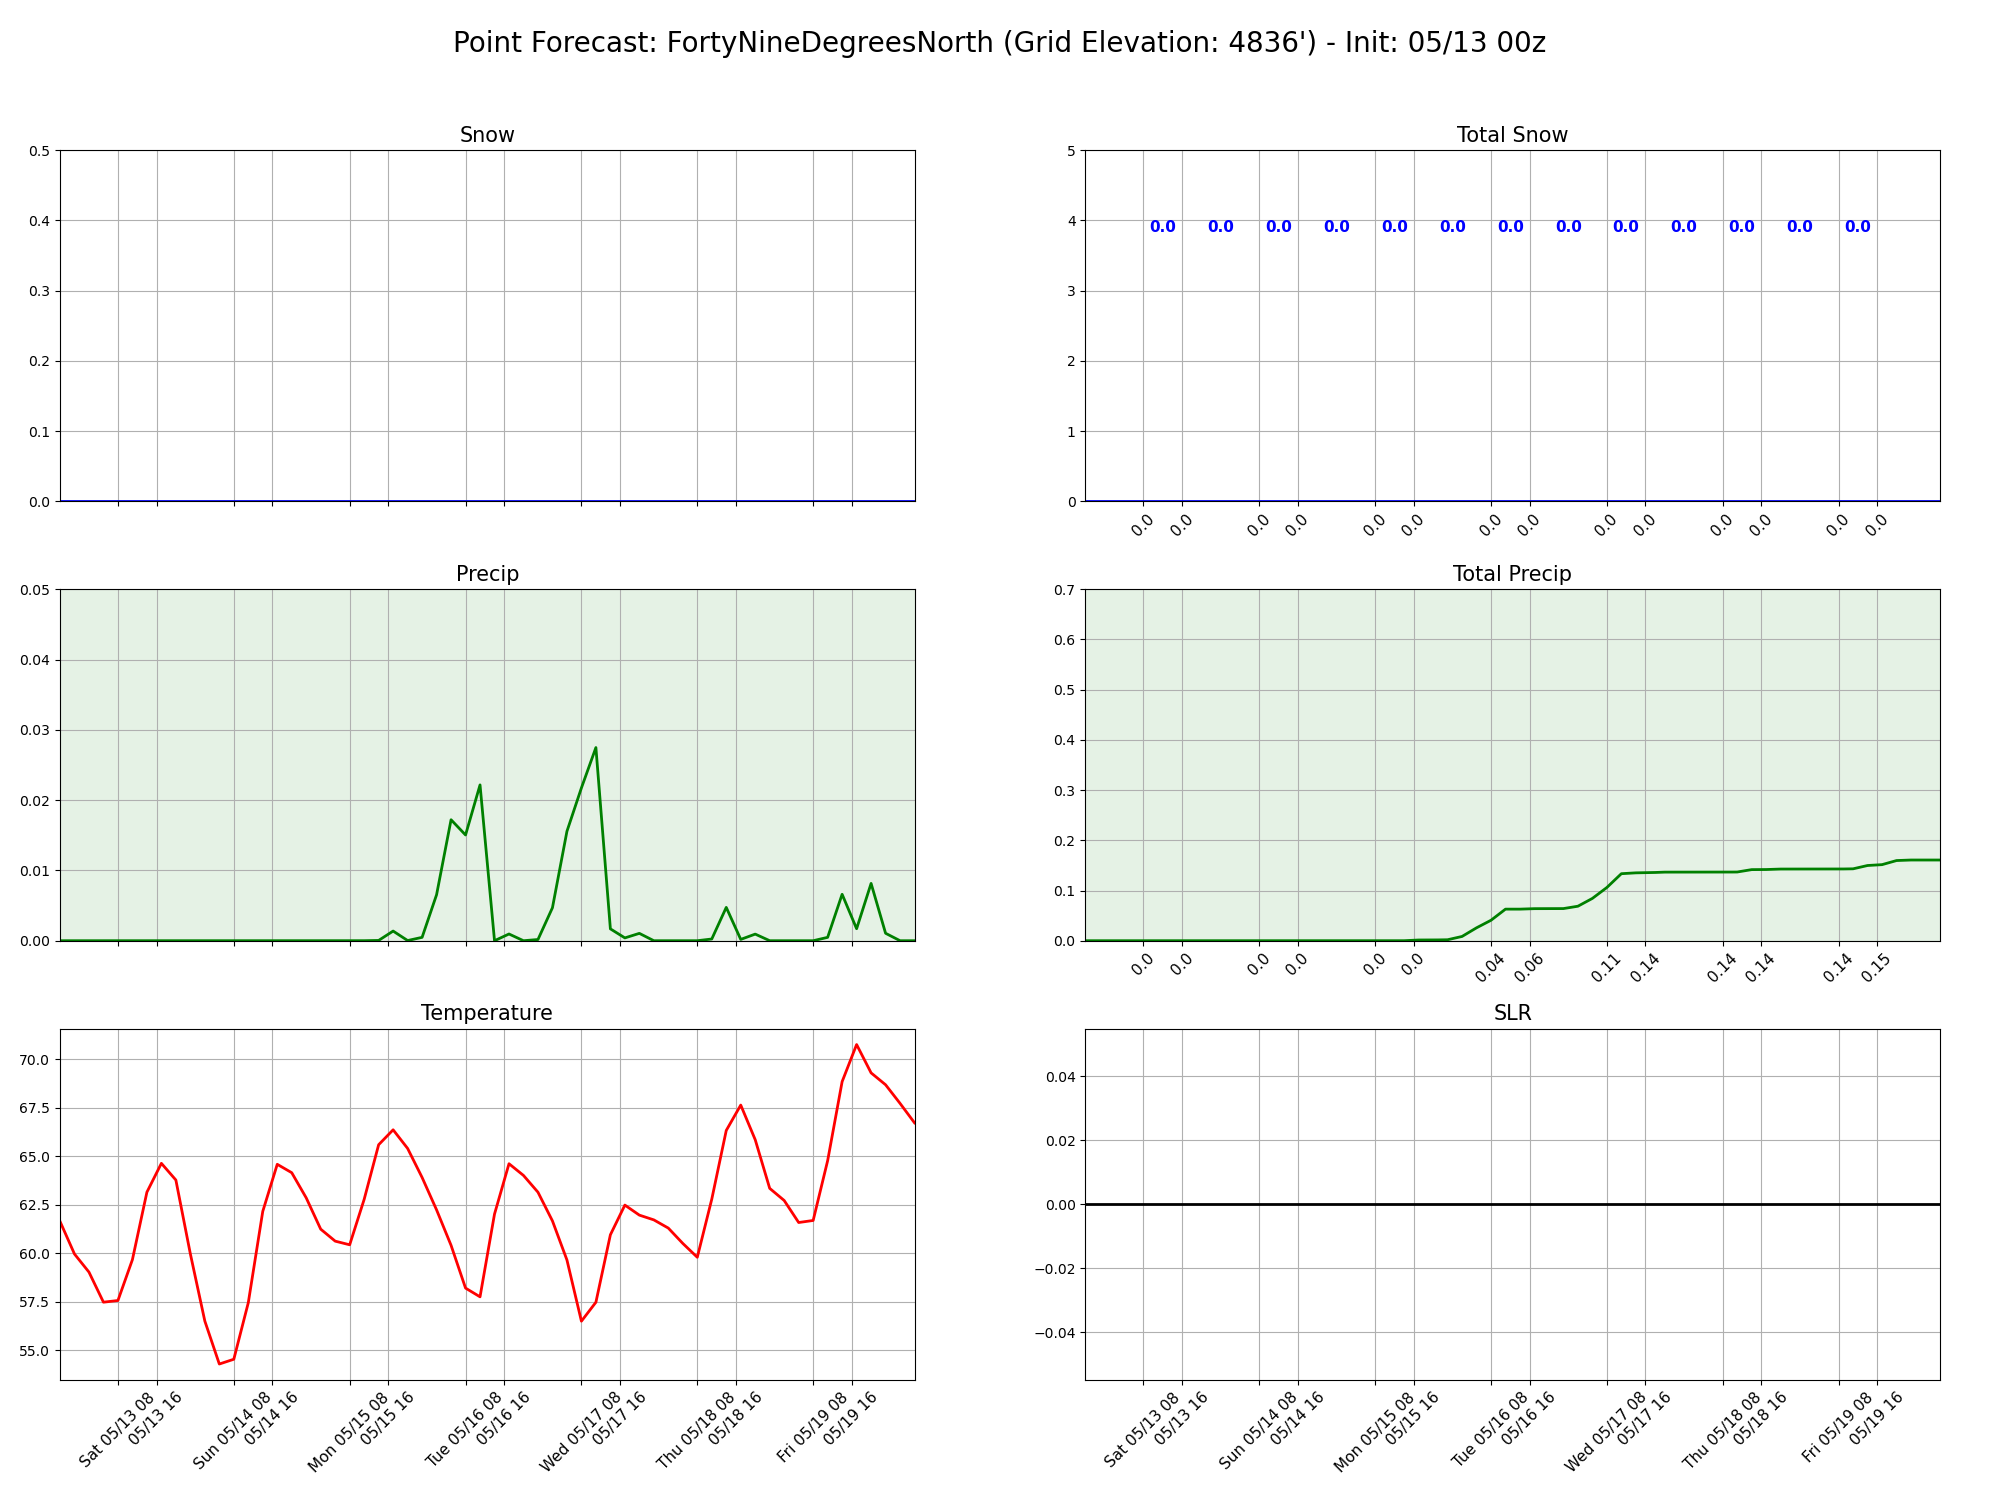 Point Forecast: FortyNineDegreesNorth (Grid Elevation: 4836') - Init: 05/13 00z
Snow
0.5
0.4
0.3
0.2
0.1
0.0
Total Snow
5
4
3
2
1
0
0.0 0.0 0.0 0.0 0.0 0.0 0.0 0.0 0.0 0.0 0.0 0.0 0.0
0.0 0.0 0.0 0.0 0.0 0.0 0.0 0.0 0.0 0.0 0.0 0.0 0.0 0.0
Precip
0.05
0.04
0.03
0.02
0.01
0.00
Total Precip
0.7
0.6
0.5
0.4
0.3
0.2
0.1
0.0
0.0 0.0 0.0 0.0 0.0 0.0 0.04 0.06 0.11 0.14 0.14 0.14 0.14 0.15
Temperature
70.0
67.5
65.0
62.5
60.0
57.5
55.0
Sat 05/13 08
05/13 16
Sun 05/14 08
05/14 16
Mon 05/15 08
05/15 16
Tue 05/16 08
05/16 16
Wed 05/17 08
05/17 16
Thu 05/18 08
05/18 16
Fri 05/19 08
05/19 16
SLR
0.04
0.02
0.00
−0.02
−0.04
Sat 05/13 08
05/13 16
Sun 05/14 08
05/14 16
Mon 05/15 08
05/15 16
Tue 05/16 08
05/16 16
Wed 05/17 08
05/17 16
Thu 05/18 08
05/18 16
Fri 05/19 08
05/19 16